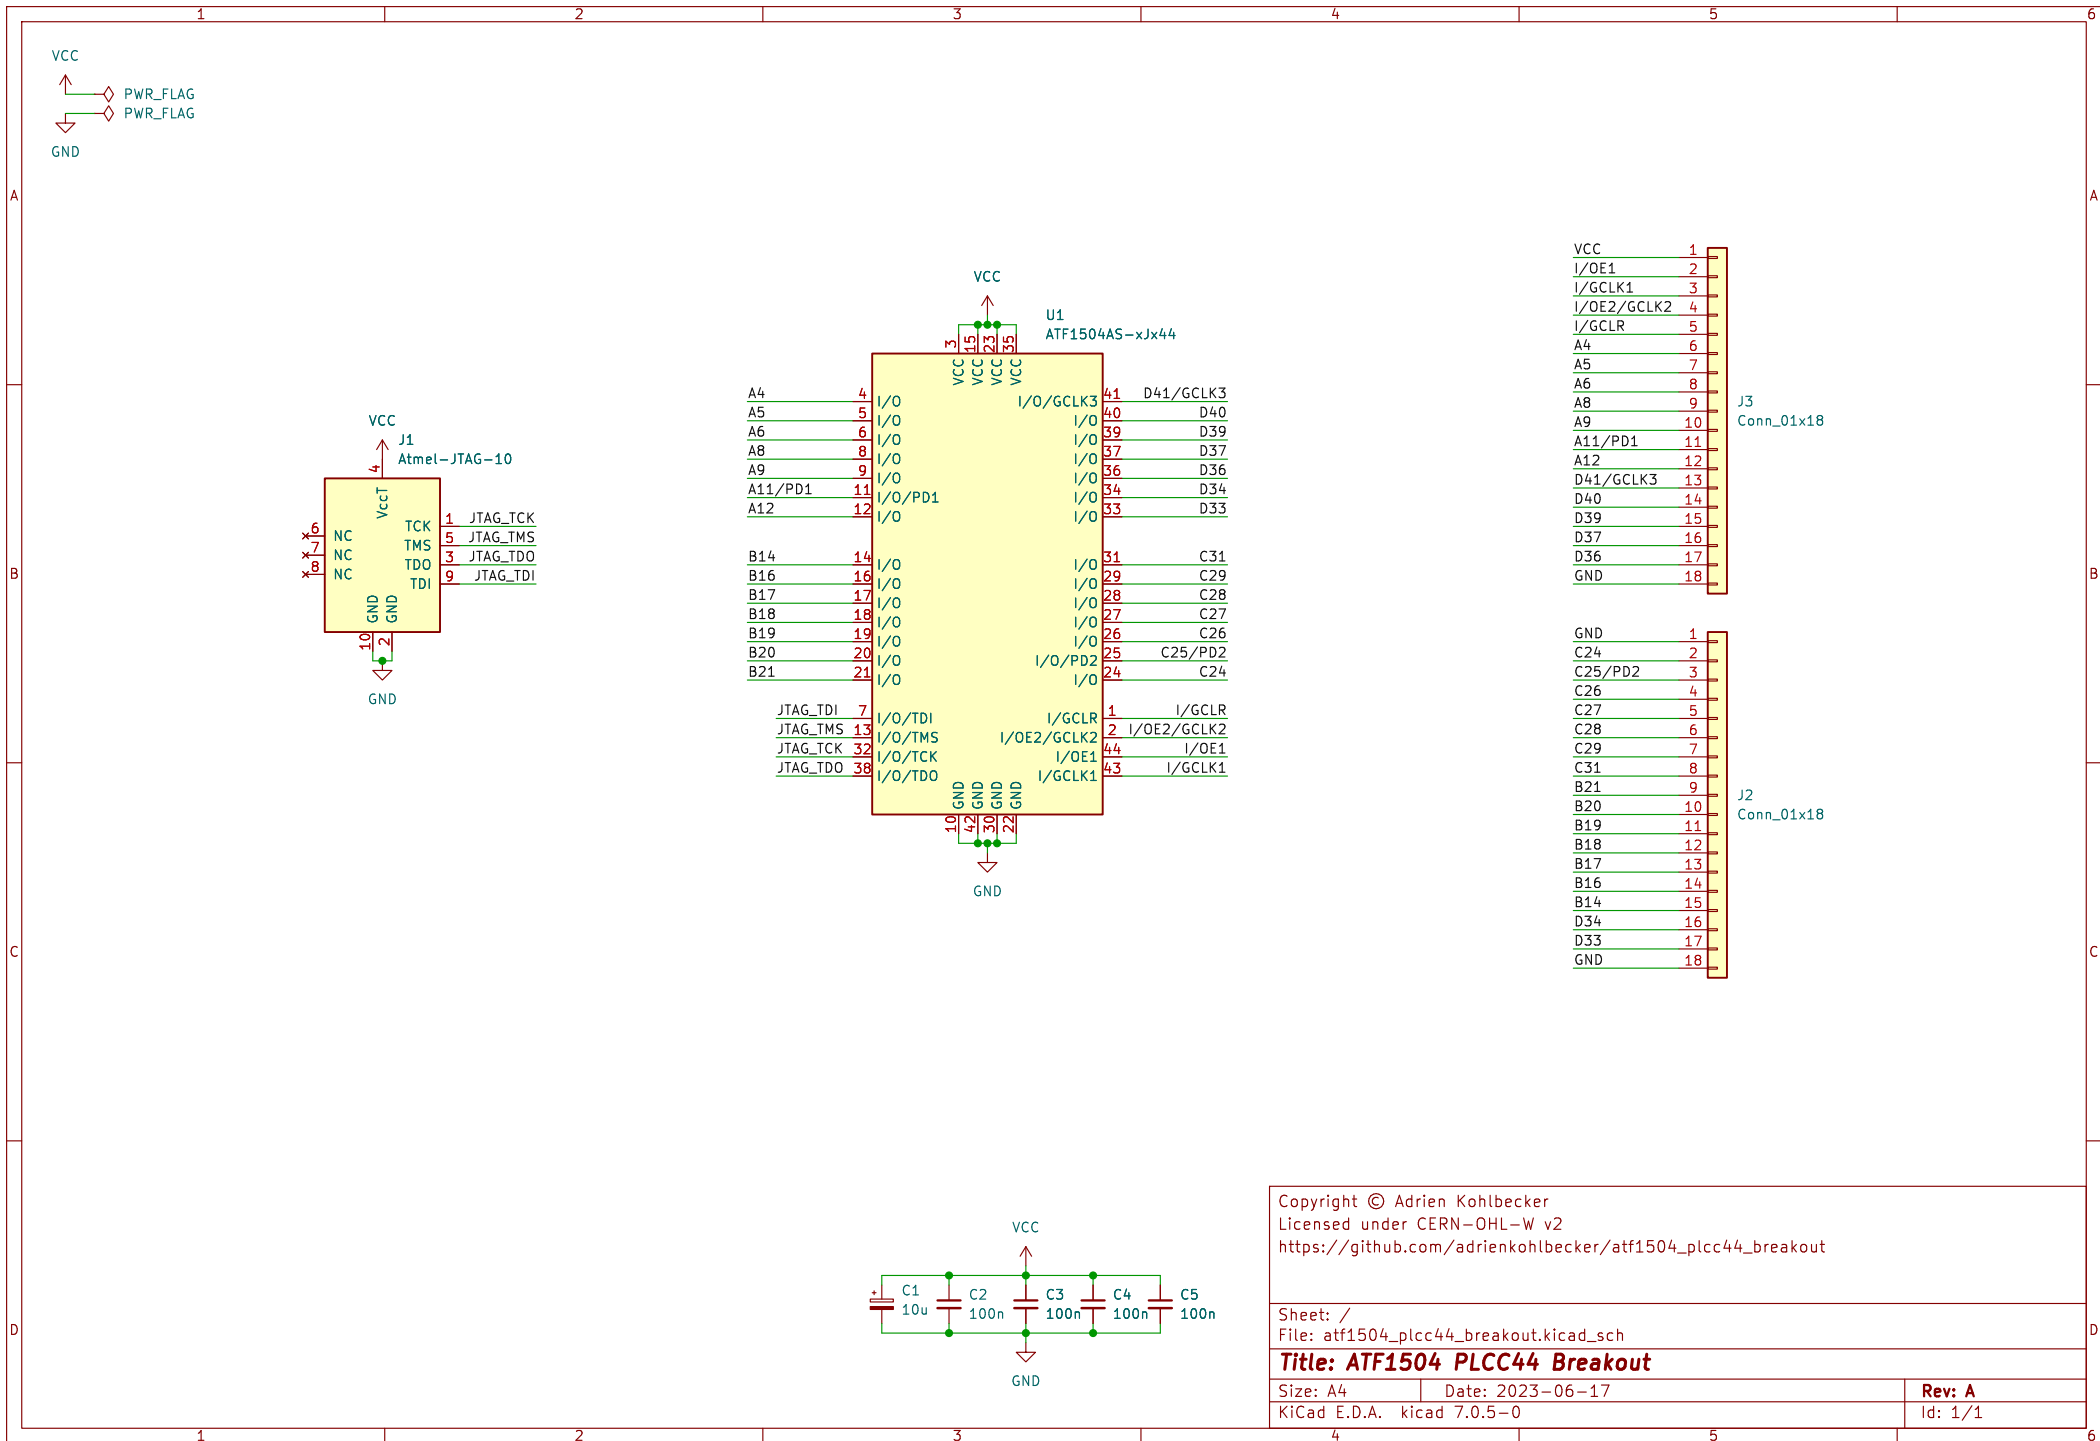 1 2 3 4 5 6
VCC
PWR_FLAG
PWR_FLAG
GND
A A
B B
C C
D D
VCC
J1
Atmel-JTAG-10
4
VccT
6 NC
7 NC
8 NC
TCK 1 JTAG_TCK
TMS 5 JTAG_TMS
TDO 3 JTAG_TDO
TDI 9 JTAG_TDI
GND GND
10 2
GND
VCC
U1
ATF1504AS-xJx44
3 15 23 35
VCC VCC VCC VCC
A4 4 I/O I/O/GCLK3 41 D41/GCLK3
A5 5 I/O I/O 40 D40
A6 6 I/O I/O 39 D39
A8 8 I/O I/O 37 D37
A9 9 I/O I/O 36 D36
A11/PD1 11 I/O/PD1 I/O 34 D34
A12 12 I/O I/O 33 D33
B14 14 I/O I/O 31 C31
B16 16 I/O I/O 29 C29
B17 17 I/O I/O 28 C28
B18 18 I/O I/O 27 C27
B19 19 I/O I/O 26 C26
B20 20 I/O I/O/PD2 25 C25/PD2
B21 21 I/O I/O 24 C24
JTAG_TDI 7 I/O/TDI I/GCLR 1 I/GCLR
JTAG_TMS 13 I/O/TMS I/OE2/GCLK2 2 I/OE2/GCLK2
JTAG_TCK 32 I/O/TCK I/OE1 44 I/OE1
JTAG_TDO 38 I/O/TDO I/GCLK1 43 I/GCLK1
GND GND GND GND
10 42 30 22
GND
VCC 1
I/OE1 2
I/GCLK1 3
I/OE2/GCLK2 4
I/GCLR 5
A4 6
A5 7
A6 8
A8 9
A9 10
A11/PD1 11
A12 12
D41/GCLK3 13
D40 14
D39 15
D37 16
D36 17
GND 18
J3
Conn_01x18
GND 1
C24 2
C25/PD2 3
C26 4
C27 5
C28 6
C29 7
C31 8
B21 9
B20 10
B19 11
B18 12
B17 13
B16 14
B14 15
D34 16
D33 17
GND 18
J2
Conn_01x18
VCC
+
C1
10u
C2
100n
C3
100n
C4
100n
C5
100n
GND
Copyright © Adrien Kohlbecker
Licensed under CERN-OHL-W v2
https://github.com/adrienkohlbecker/atf1504_plcc44_breakout
Sheet: /
File: atf1504_plcc44_breakout.kicad_sch
Title: ATF1504 PLCC44 Breakout
Size: A4 Date: 2023-06-17 Rev: A
KiCad E.D.A. kicad 7.0.5-0 Id: 1/1
1 2 3 4 5 6